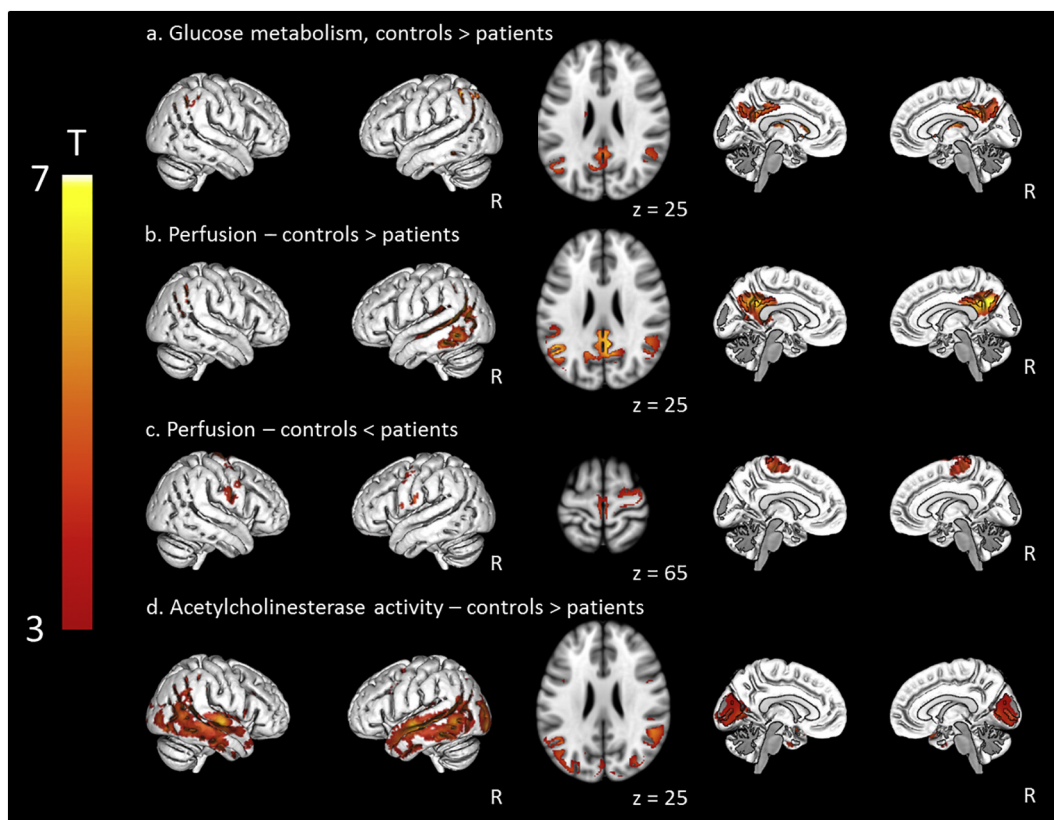 a. Glucose metabolism, controls > patients
T
7
R
z = 25
R
b. Perfusion – controls > patients
R
z = 25
R
c. Perfusion – controls < patients
R
z = 65
R
3
d. Acetylcholinesterase activity – controls > patients
R
z = 25
R